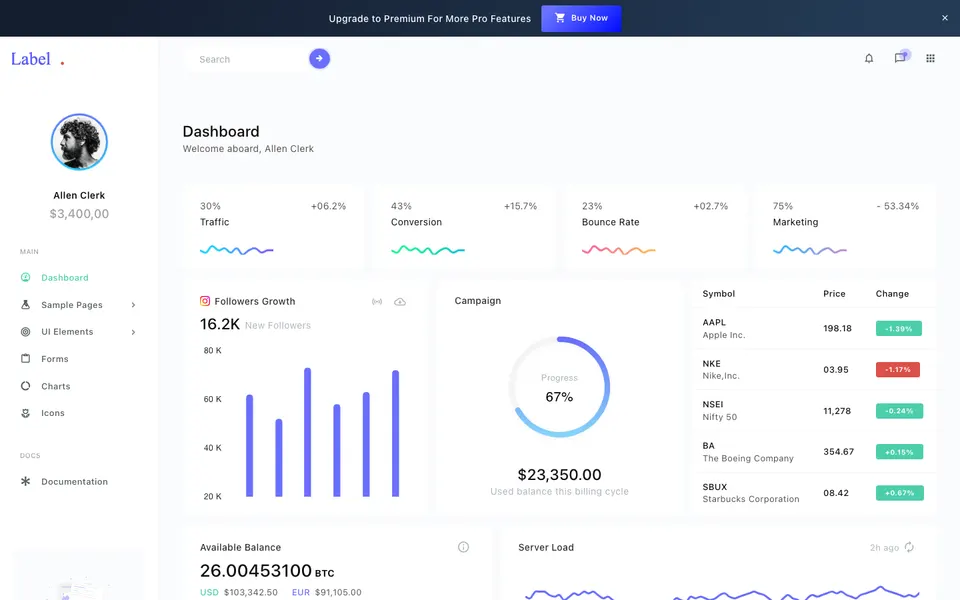 Upgrade to Premium For More Pro Features
Buy Now
Label .
Search
Allen Clerk
$3,400,00
MAIN
Dashboard
Sample Pages
UI Elements
Forms
Charts
Icons
DOCS
Documentation
Dashboard
Welcome aboard, Allen Clerk
30% +06.2%
Traffic
43% +15.7%
Conversion
23% +02.7%
Bounce Rate
75% - 53.34%
Marketing
Followers Growth
16.2K New Followers
80 K
60 K
40 K
20 K
Campaign
Progress
67%
$23,350.00
Used balance this billing cycle
Symbol Price Change
AAPL
Apple Inc.
198.18 -1.39%
NKE
Nike,Inc.
03.95 -1.17%
NSEI
Nifty 50
11,278 -0.24%
BA
The Boeing Company
354.67 +0.15%
SBUX
Starbucks Corporation
08.42 +0.67%
Available Balance
26.00453100 BTC
USD $103,342.50 EUR $91,105.00
Server Load
2h ago